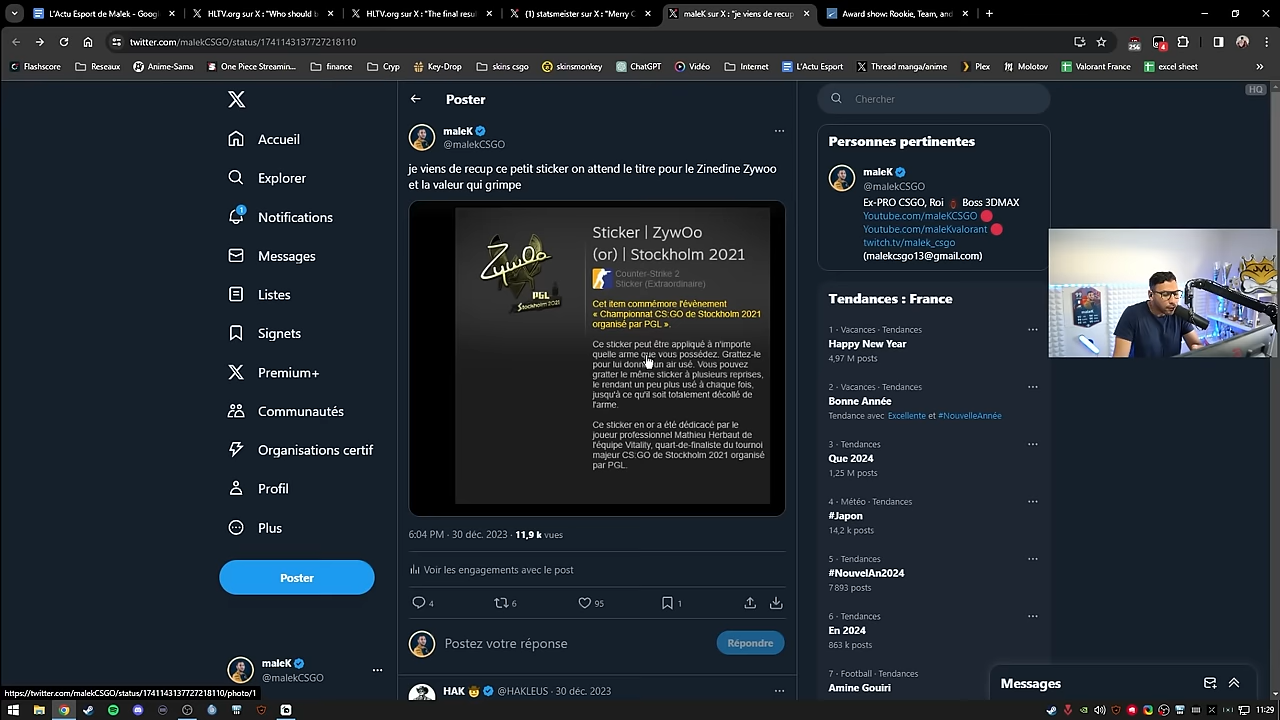 L'Actu Esport de Malek - Googl
HLTV.org sur X : "Who should b
HLTV.org sur X : "The final resul
(1) statsmeister sur X : "Merry C
maleK sur X : "je viens de recup
Award show: Rookie, Team, and
twitter.com/malekCSGO/status/1741143137727218110
Flashscore
Reseaux
Anime-Sama
One Piece Streamin...
finance
Cryp
Key-Drop
skins csgo
skinsmonkey
ChatGPT
Vidéo
Internet
L'Actu Esport
Thread manga/anime
Plex
Molotov
Valorant France
excel sheet
HQ
Accueil
Explorer
1
Notifications
Messages
Listes
Signets
Premium+
Communautés
Organisations certif
Profil
Plus
Poster
maleK
@malekCSGO
Poster
maleK
@malekCSGO
je viens de recup ce petit sticker on attend le titre pour le Zinedine Zywoo
et la valeur qui grimpe
ZywOo
PGL
Stockholm 2021
Sticker | ZywOo
(or) | Stockholm 2021
Counter-Strike 2
Sticker (Extraordinaire)
Cet item commémore l'évènement
« Championnat CS:GO de Stockholm 2021
organisé par PGL ».
Ce sticker peut être appliqué à n'importe
quelle arme que vous possédez. Grattez-le
pour lui donner un air usé. Vous pouvez
gratter le même sticker à plusieurs reprises,
le rendant un peu plus usé à chaque fois,
jusqu'à ce qu'il soit totalement décollé de
l'arme.
Ce sticker en or a été dédicacé par le
joueur professionnel Mathieu Herbaut de
l'équipe Vitality, quart-de-finaliste du tournoi
majeur CS:GO de Stockholm 2021 organisé
par PGL.
6:04 PM · 30 déc. 2023 · 11,9 k vues
Voir les engagements avec le post
4
6
95
1
Postez votre réponse
Répondre
HAK @HAKLEUS · 30 déc. 2023
Chercher
Personnes pertinentes
maleK
@malekCSGO
Ex-PRO CSGO, Roi Boss 3DMAX
Youtube.com/maleKCSGO
Youtube.com/maleKvalorant
twitch.tv/malek_csgo
(malekcsgo13@gmail.com)
Tendances : France
1 · Vacances · Tendances
Happy New Year
4,97 M posts
2 · Vacances · Tendances
Bonne Année
Tendance avec Excellente et #NouvelleAnnée
3 · Tendances
Que 2024
1,25 M posts
4 · Météo · Tendances
#Japon
14,2 k posts
5 · Tendances
#NouvelAn2024
7 893 posts
6 · Tendances
En 2024
863 k posts
7 · Football · Tendances
Amine Gouiri
Messages
https://twitter.com/malekCSGO/status/1741143137727218110/photo/1
11:29